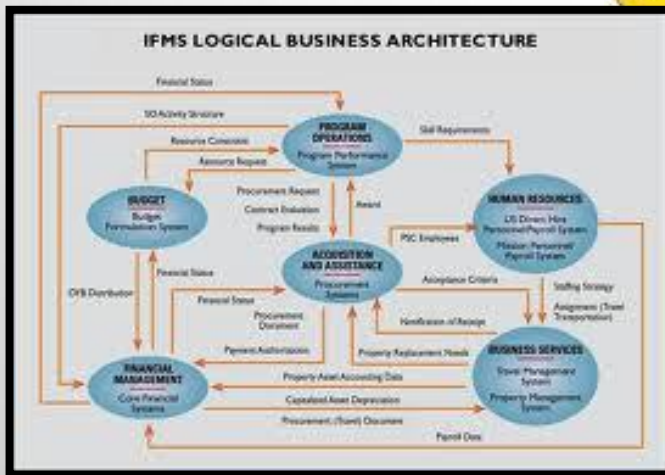 IFMS LOGICAL BUSINESS ARCHITECTURE
Financial Status
SO Activity Structure
Resource Constraint
Resource Request
PROGRAM
OPERATIONS
Program Performance
System
Skill Requirements
Procurement Request
Contract Evaluation
Program Results
Award
BUDGET
Budget
Formulation System
HUMAN RESOURCES
US Direct Hire
Personnel/Payroll System
Mission Personnel/
Payroll System
PSC Employees
ACQUISITION
AND ASSISTANCE
Procurement
Systems
Acceptance Criteria
Staffing Strategy
Assignment (Travel
Transportation)
Financial Status
OYB Distribution
Financial Status
Procurement
Document
Notification of Receipt
Payment Authorization
Property Replacement Needs
BUSINESS SERVICES
Travel Management
System
Property Management
System
FINANCIAL
MANAGEMENT
Core Financial
Systems
Property Asset Accounting Data
Capitalized Asset Depreciation
Procurement (Travel) Document
Payroll Data